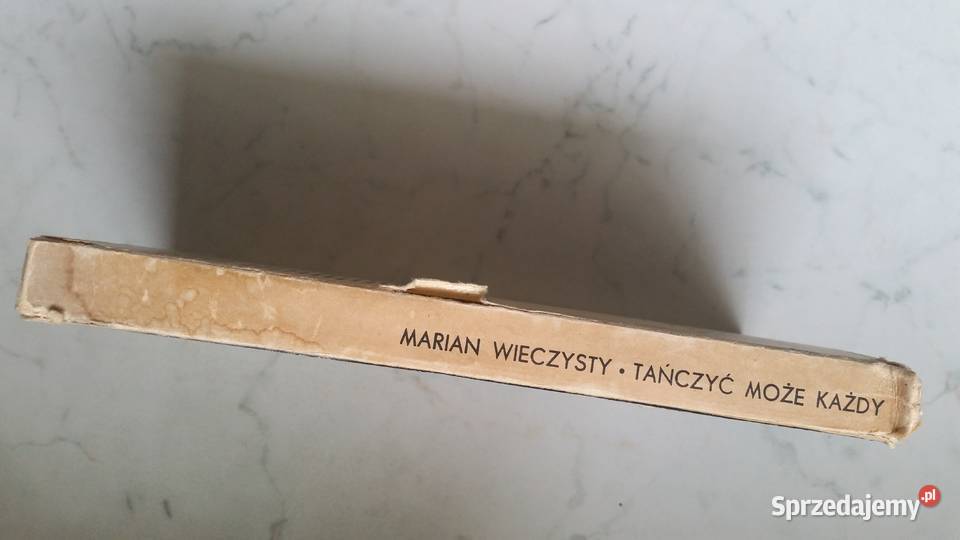 MARIAN WIECZYSTY • TAŃCZYĆ MOŻE KAŻDY
Sprzedajemy.pl